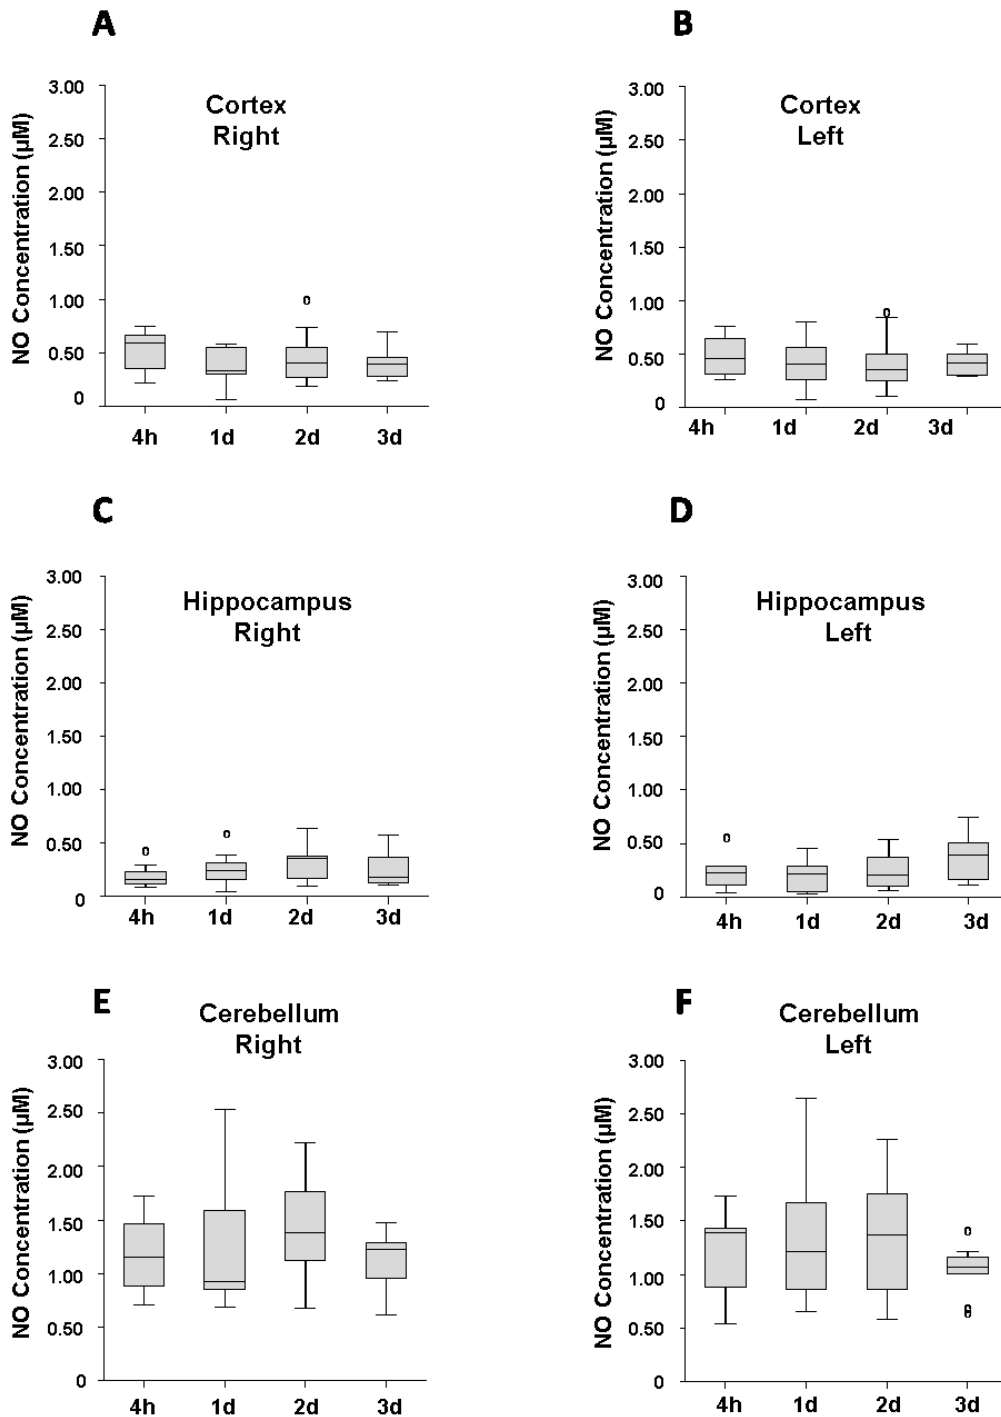 A
NO Concentration (µM)
3.00
2.50
2.00
1.50
1.00
0.50
0
Cortex
Right
4h 1d 2d 3d
B
NO Concentration (µM)
3.00
2.50
2.00
1.50
1.00
0.50
0
Cortex
Left
4h 1d 2d 3d
C
NO Concentration (µM)
3.00
2.50
2.00
1.50
1.00
0.50
0
Hippocampus
Right
4h 1d 2d 3d
D
NO Concentration (µM)
3.00
2.50
2.00
1.50
1.00
0.50
0
Hippocampus
Left
4h 1d 2d 3d
E
Cerebellum
Right
NO Concentration (µM)
3.00
2.50
2.00
1.50
1.00
0.50
0
4h 1d 2d 3d
F
Cerebellum
Left
NO Concentration (µM)
3.00
2.50
2.00
1.50
1.00
0.50
0
4h 1d 2d 3d